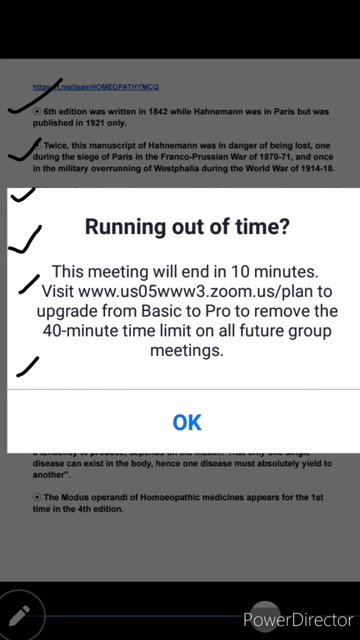 https://t.me/teamHOMEOPATHYMCQ
⦿ 6th edition was written in 1842 while Hahnemann was in Paris but was
published in 1921 only.
⦿ Twice, this manuscript of Hahnemann was in danger of being lost, one
during the siege of Paris in the Franco-Prussian War of 1870-71, and once
in the military overrunning of Westphalia during the World War of 1914-18.
Running out of time?
This meeting will end in 10 minutes.
Visit www.us05www3.zoom.us/plan to
upgrade from Basic to Pro to remove the
40-minute time limit on all future group
meetings.
OK
a tendency to produce, depends on the maxim: "That only one single
disease can exist in the body, hence one disease must absolutely yield to
another".
⦿ The Modus operandi of Homoeopathic medicines appears for the 1st
time in the 4th edition.
PowerDirector